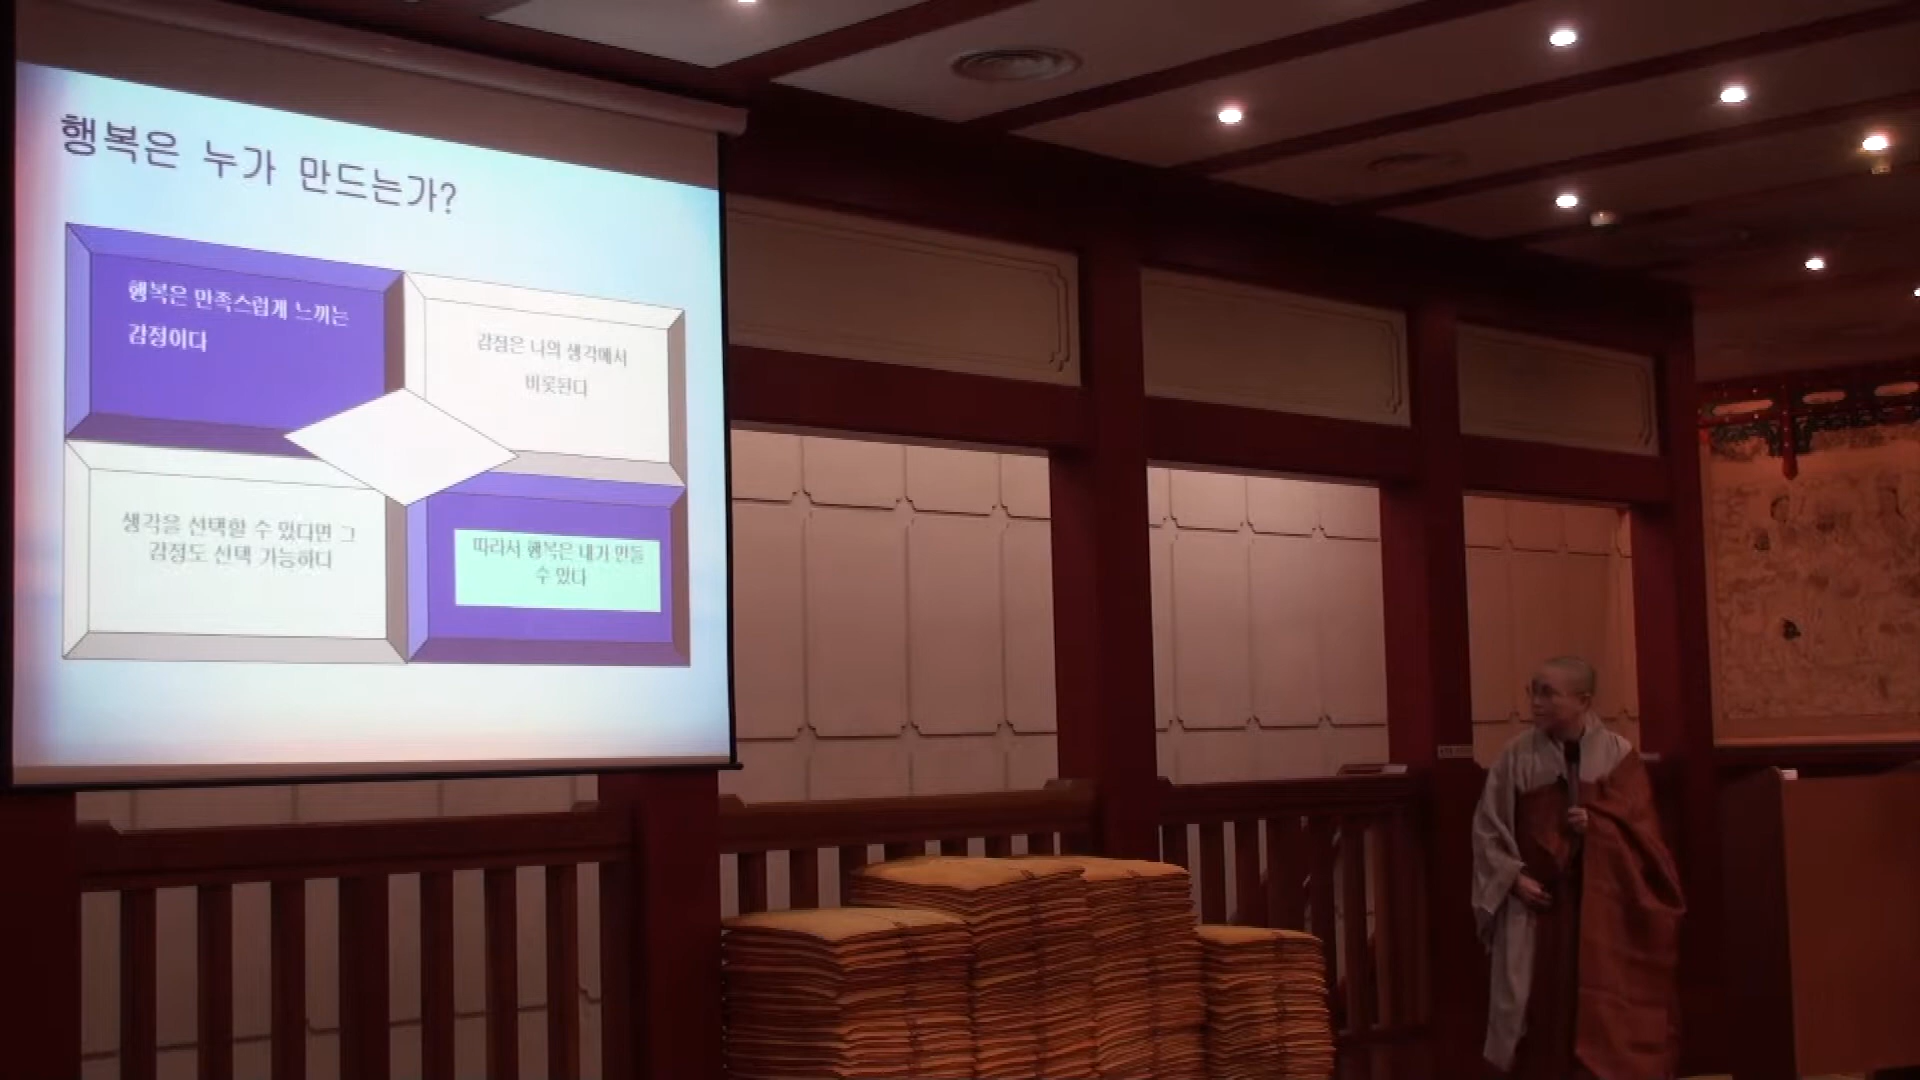 행복은 누가 만드는가?
행복은 만족스럽게 느끼는
감정이다
감정은 나의 생각에서
비롯된다
생각을 선택할 수 있다면 그
감정도 선택 가능하다
따라서 행복은 내가 만들
수 있다